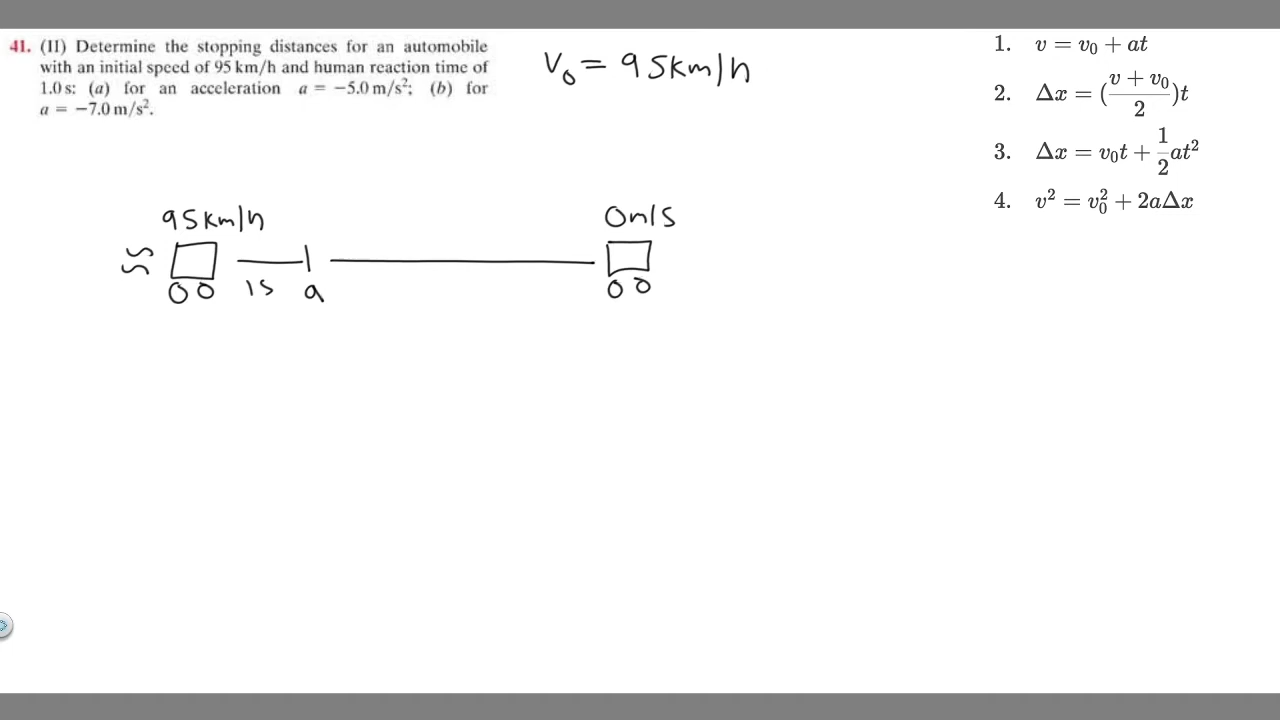 41. (II) Determine the stopping distances for an automobile
with an initial speed of 95 km/h and human reaction time of
1.0 s: (a) for an acceleration a = −5.0 m/s²; (b) for
a = −7.0 m/s².
V₀ = 95km/h
1. v = v₀ + at
2. Δx = (v + v₀/2)t
3. Δx = v₀t + 1/2 at²
4. v² = v₀² + 2aΔx
95km/h
0m/s
1s
a